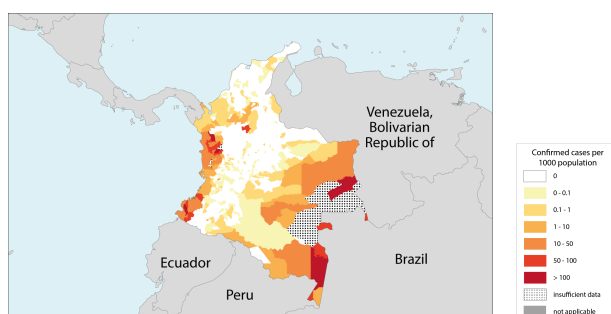 Venezuela,
Bolivarian
Republic of
Ecuador
Peru
Brazil
Confirmed cases per
1000 population
0
0 - 0.1
0.1 - 1
1 - 10
10 - 50
50 - 100
> 100
insufficient data
not applicable